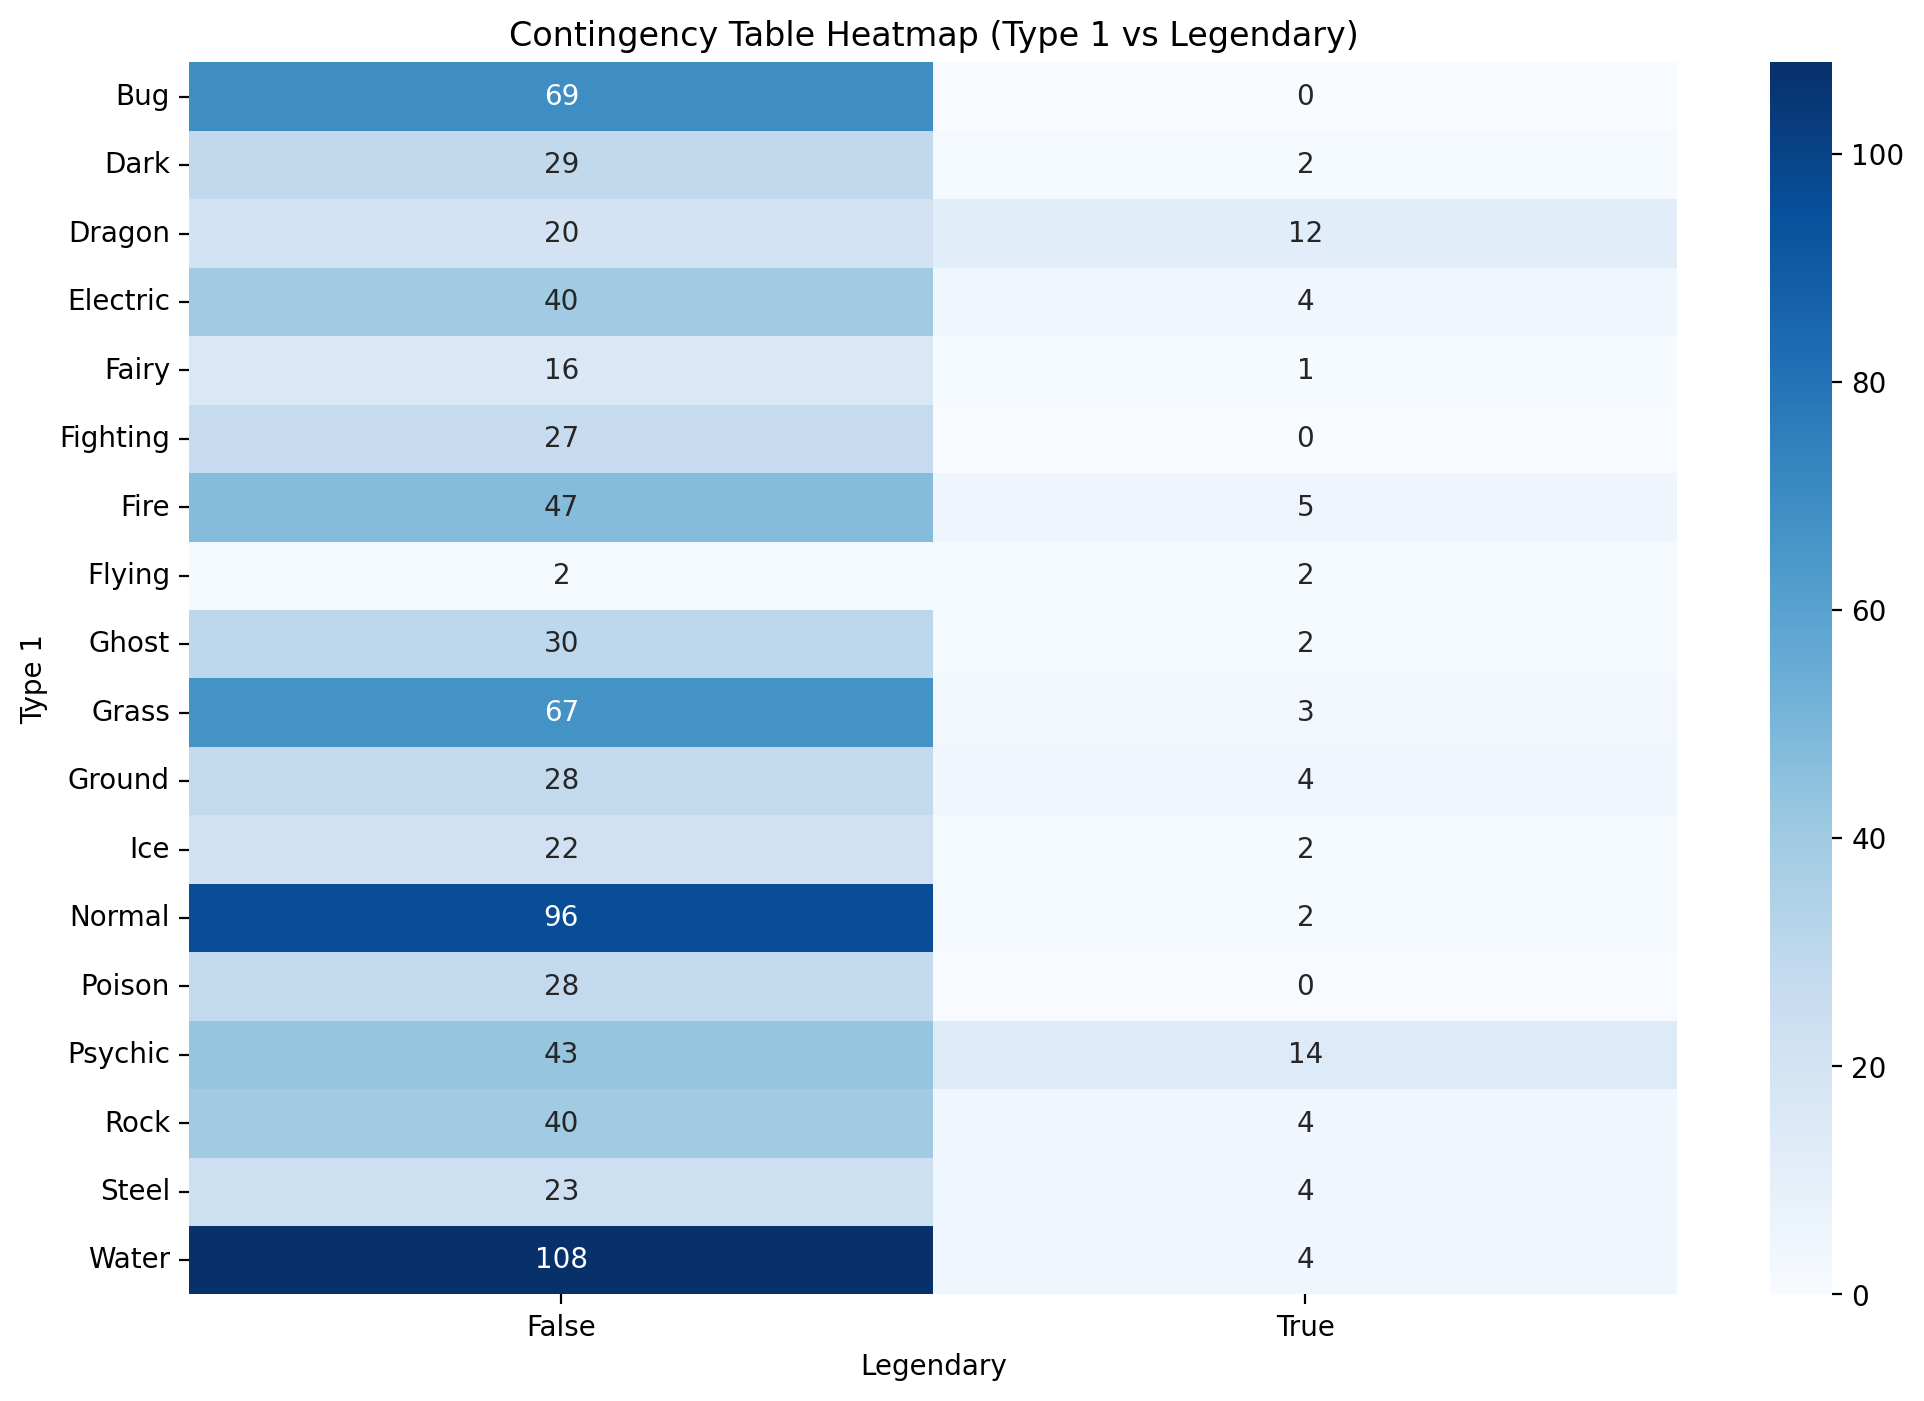 Contingency Table Heatmap (Type 1 vs Legendary)
Type 1
Bug 69 0
Dark 29 2
Dragon 20 12
Electric 40 4
Fairy 16 1
Fighting 27 0
Fire 47 5
Flying 2 2
Ghost 30 2
Grass 67 3
Ground 28 4
Ice 22 2
Normal 96 2
Poison 28 0
Psychic 43 14
Rock 40 4
Steel 23 4
Water 108 4
False True
Legendary
100
80
60
40
20
0